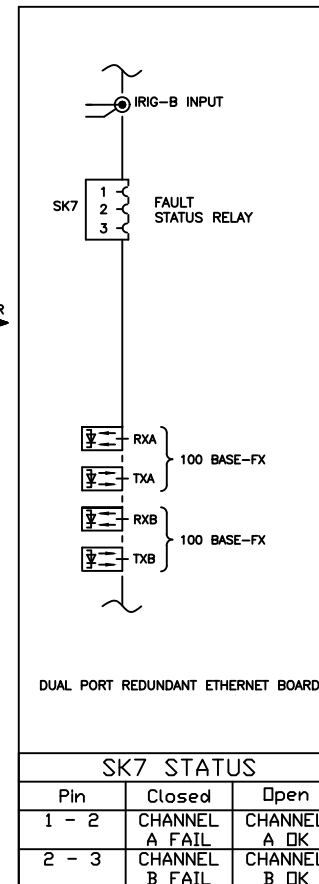 IRIG-B INPUT
SK7
1
2
3
FAULT
STATUS RELAY
R
RXA
TXA
100 BASE-FX
RXB
TXB
100 BASE-FX
DUAL PORT REDUNDANT ETHERNET BOARD
SK7 STATUS
Pin Closed Open
1 - 2 CHANNEL A FAIL CHANNEL A OK
2 - 3 CHANNEL B FAIL CHANNEL B OK